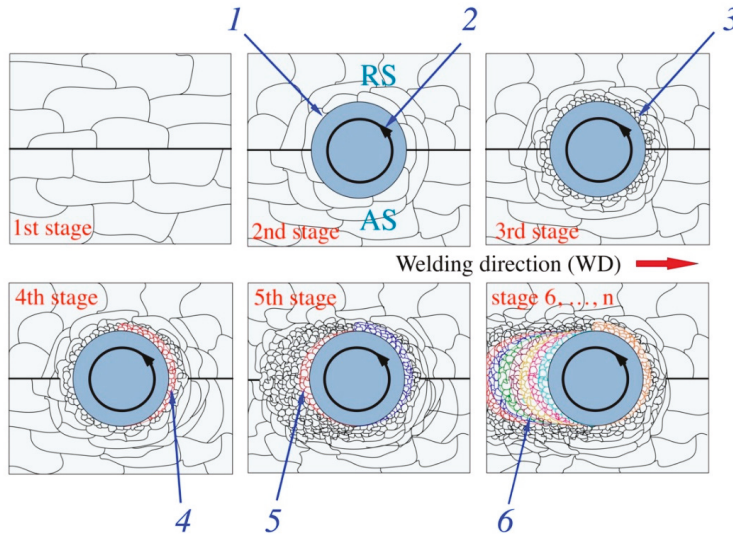 1 2 3
RS
AS
1st stage
2nd stage
3rd stage
Welding direction (WD)
4th stage
5th stage
stage 6, ..., n
4 5 6